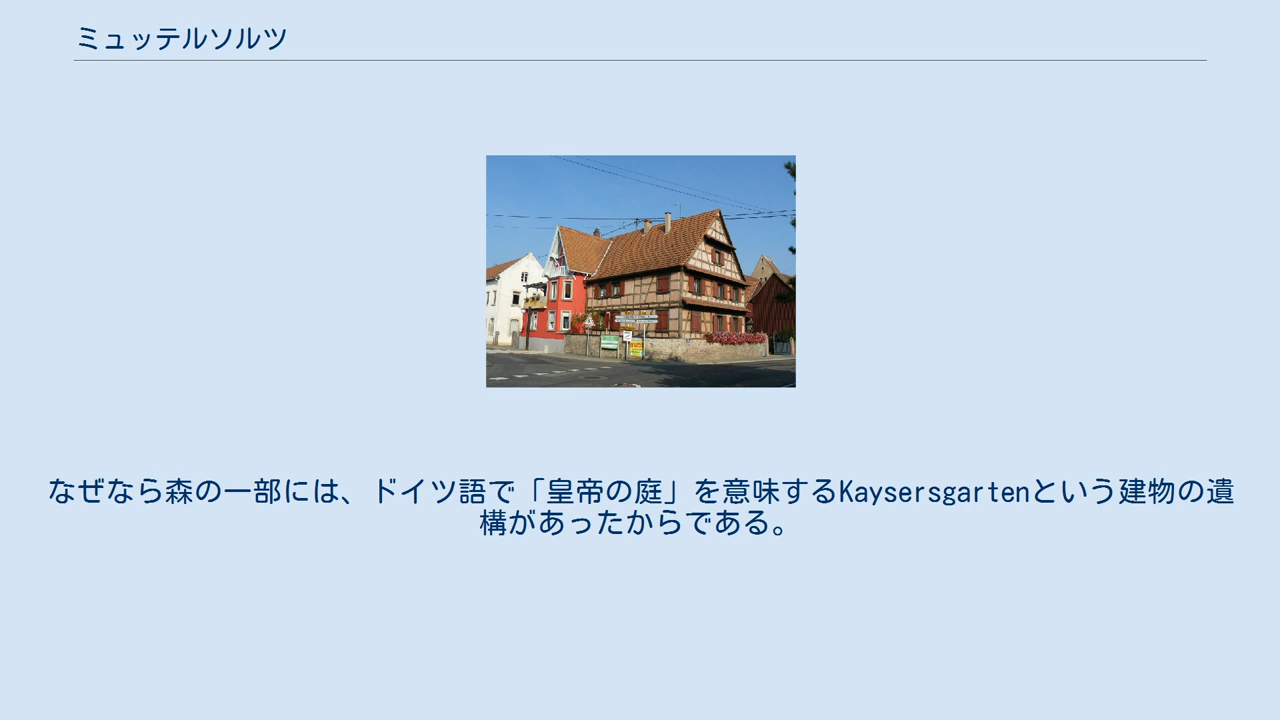 ミュッテルソルツ
なぜなら森の一部には、ドイツ語で「皇帝の庭」を意味するKaysersgartenという建物の遺
構があったからである。